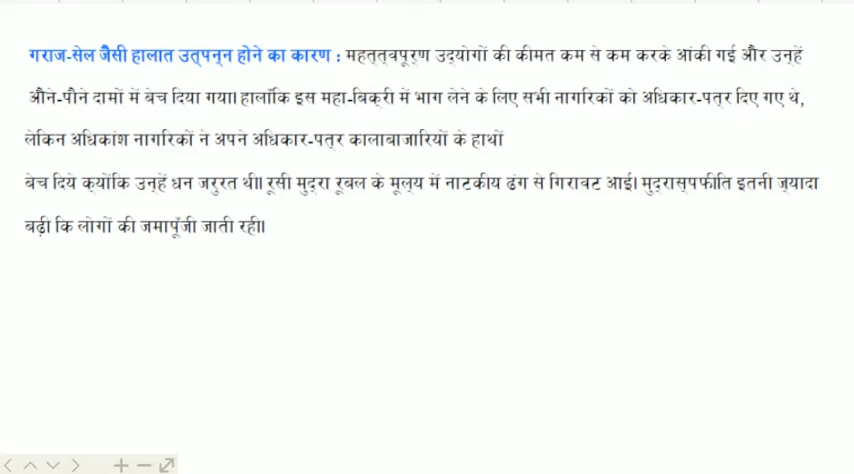 गराज-सेल जैसी हालात उत्पन्न होने का कारण : महत्त्वपूर्ण उद्योगों की कीमत कम से कम करके आंकी गई और उन्हें
औने-पौने दामों में बेच दिया गया। हालाँकि इस महा-बिक्री में भाग लेने के लिए सभी नागरिकों को अधिकार-पत्र दिए गए थे,
लेकिन अधिकांश नागरिकों ने अपने अधिकार-पत्र कालाबाजारियों के हाथों
बेच दिये क्योंकि उन्हें धन जरुरत थी। रूसी मुद्रा रूबल के मूल्य में नाटकीय ढंग से गिरावट आई। मुद्रास्पफीति इतनी ज्यादा
बढ़ी कि लोगों की जमापूँजी जाती रही।